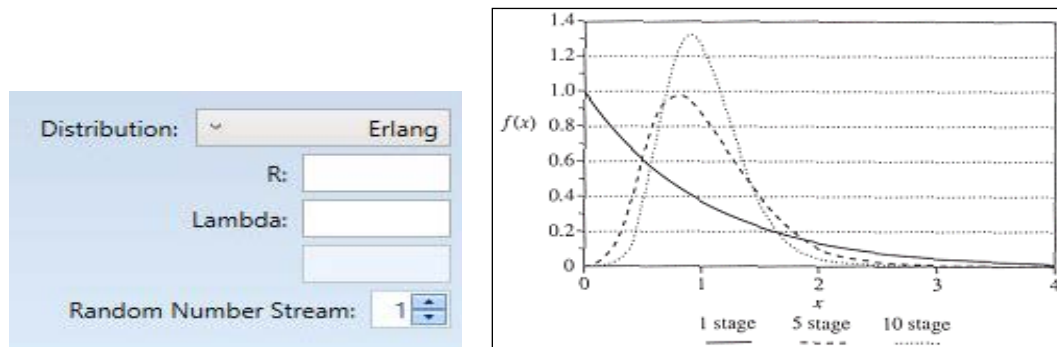 Distribution: Erlang
R:
Lambda:
Random Number Stream: 1
1.4
1.2
1.0
f(x) 0.8
0.6
0.4
0.2
0
0 1 2 3 4
x
1 stage 5 stage 10 stage